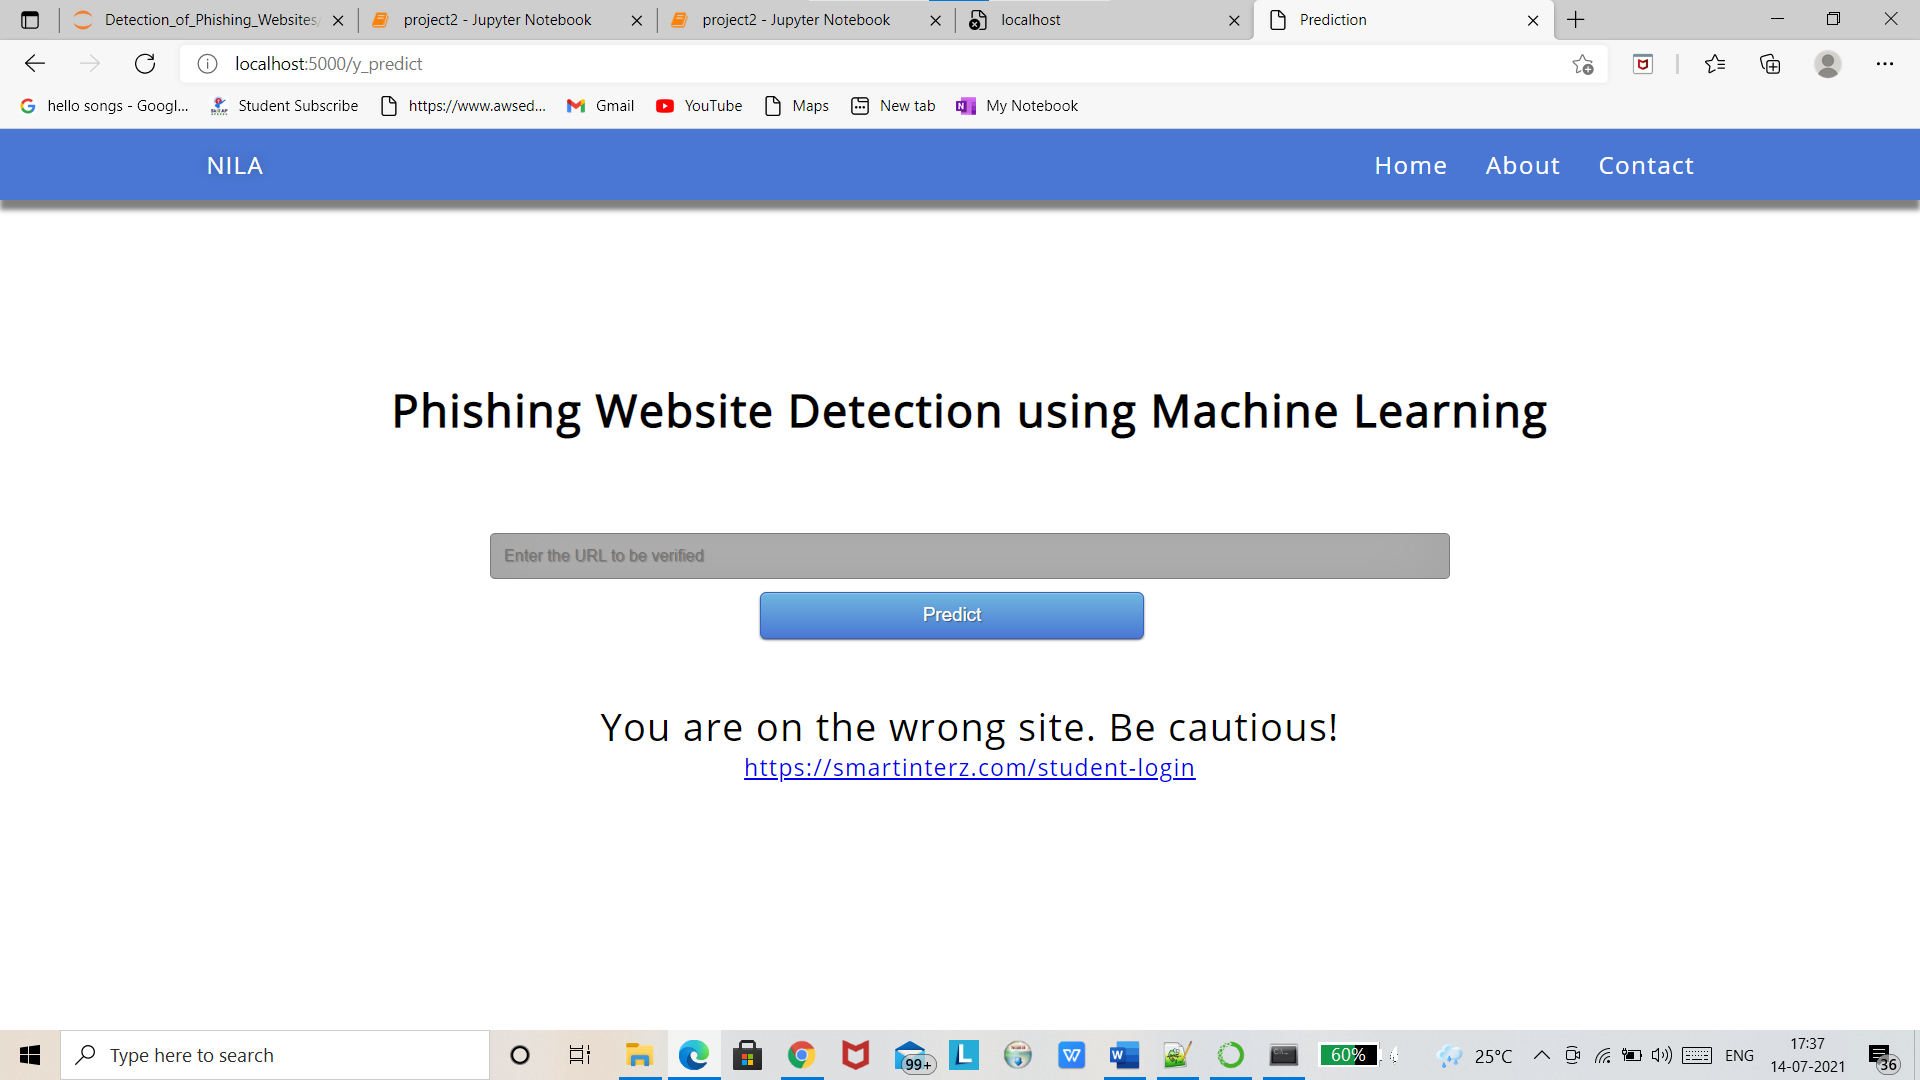 Detection_of_Phishing_Websites/
project2 - Jupyter Notebook
project2 - Jupyter Notebook
localhost
Prediction
localhost:5000/y_predict
hello songs - Googl...
Student Subscribe
https://www.awsed...
Gmail
YouTube
Maps
New tab
My Notebook
NILA
Home
About
Contact
Phishing Website Detection using Machine Learning
Enter the URL to be verified
Predict
You are on the wrong site. Be cautious!
https://smartinterz.com/student-login
Type here to search
99+
L
W
60%
25°C
ENG
17:37
14-07-2021
36